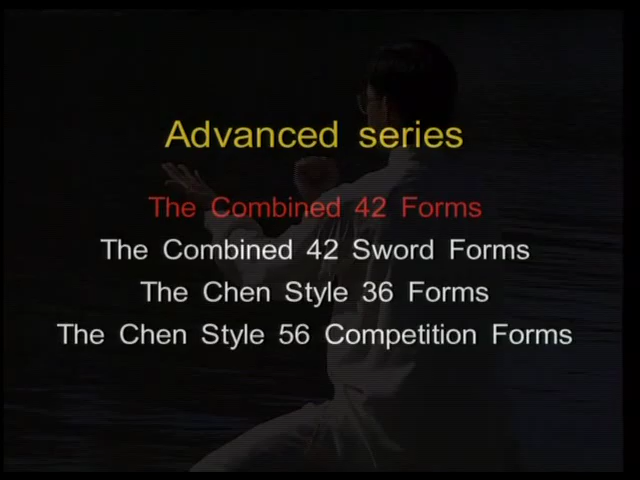 Advanced series
The Combined 42 Forms
The Combined 42 Sword Forms
The Chen Style 36 Forms
The Chen Style 56 Competition Forms